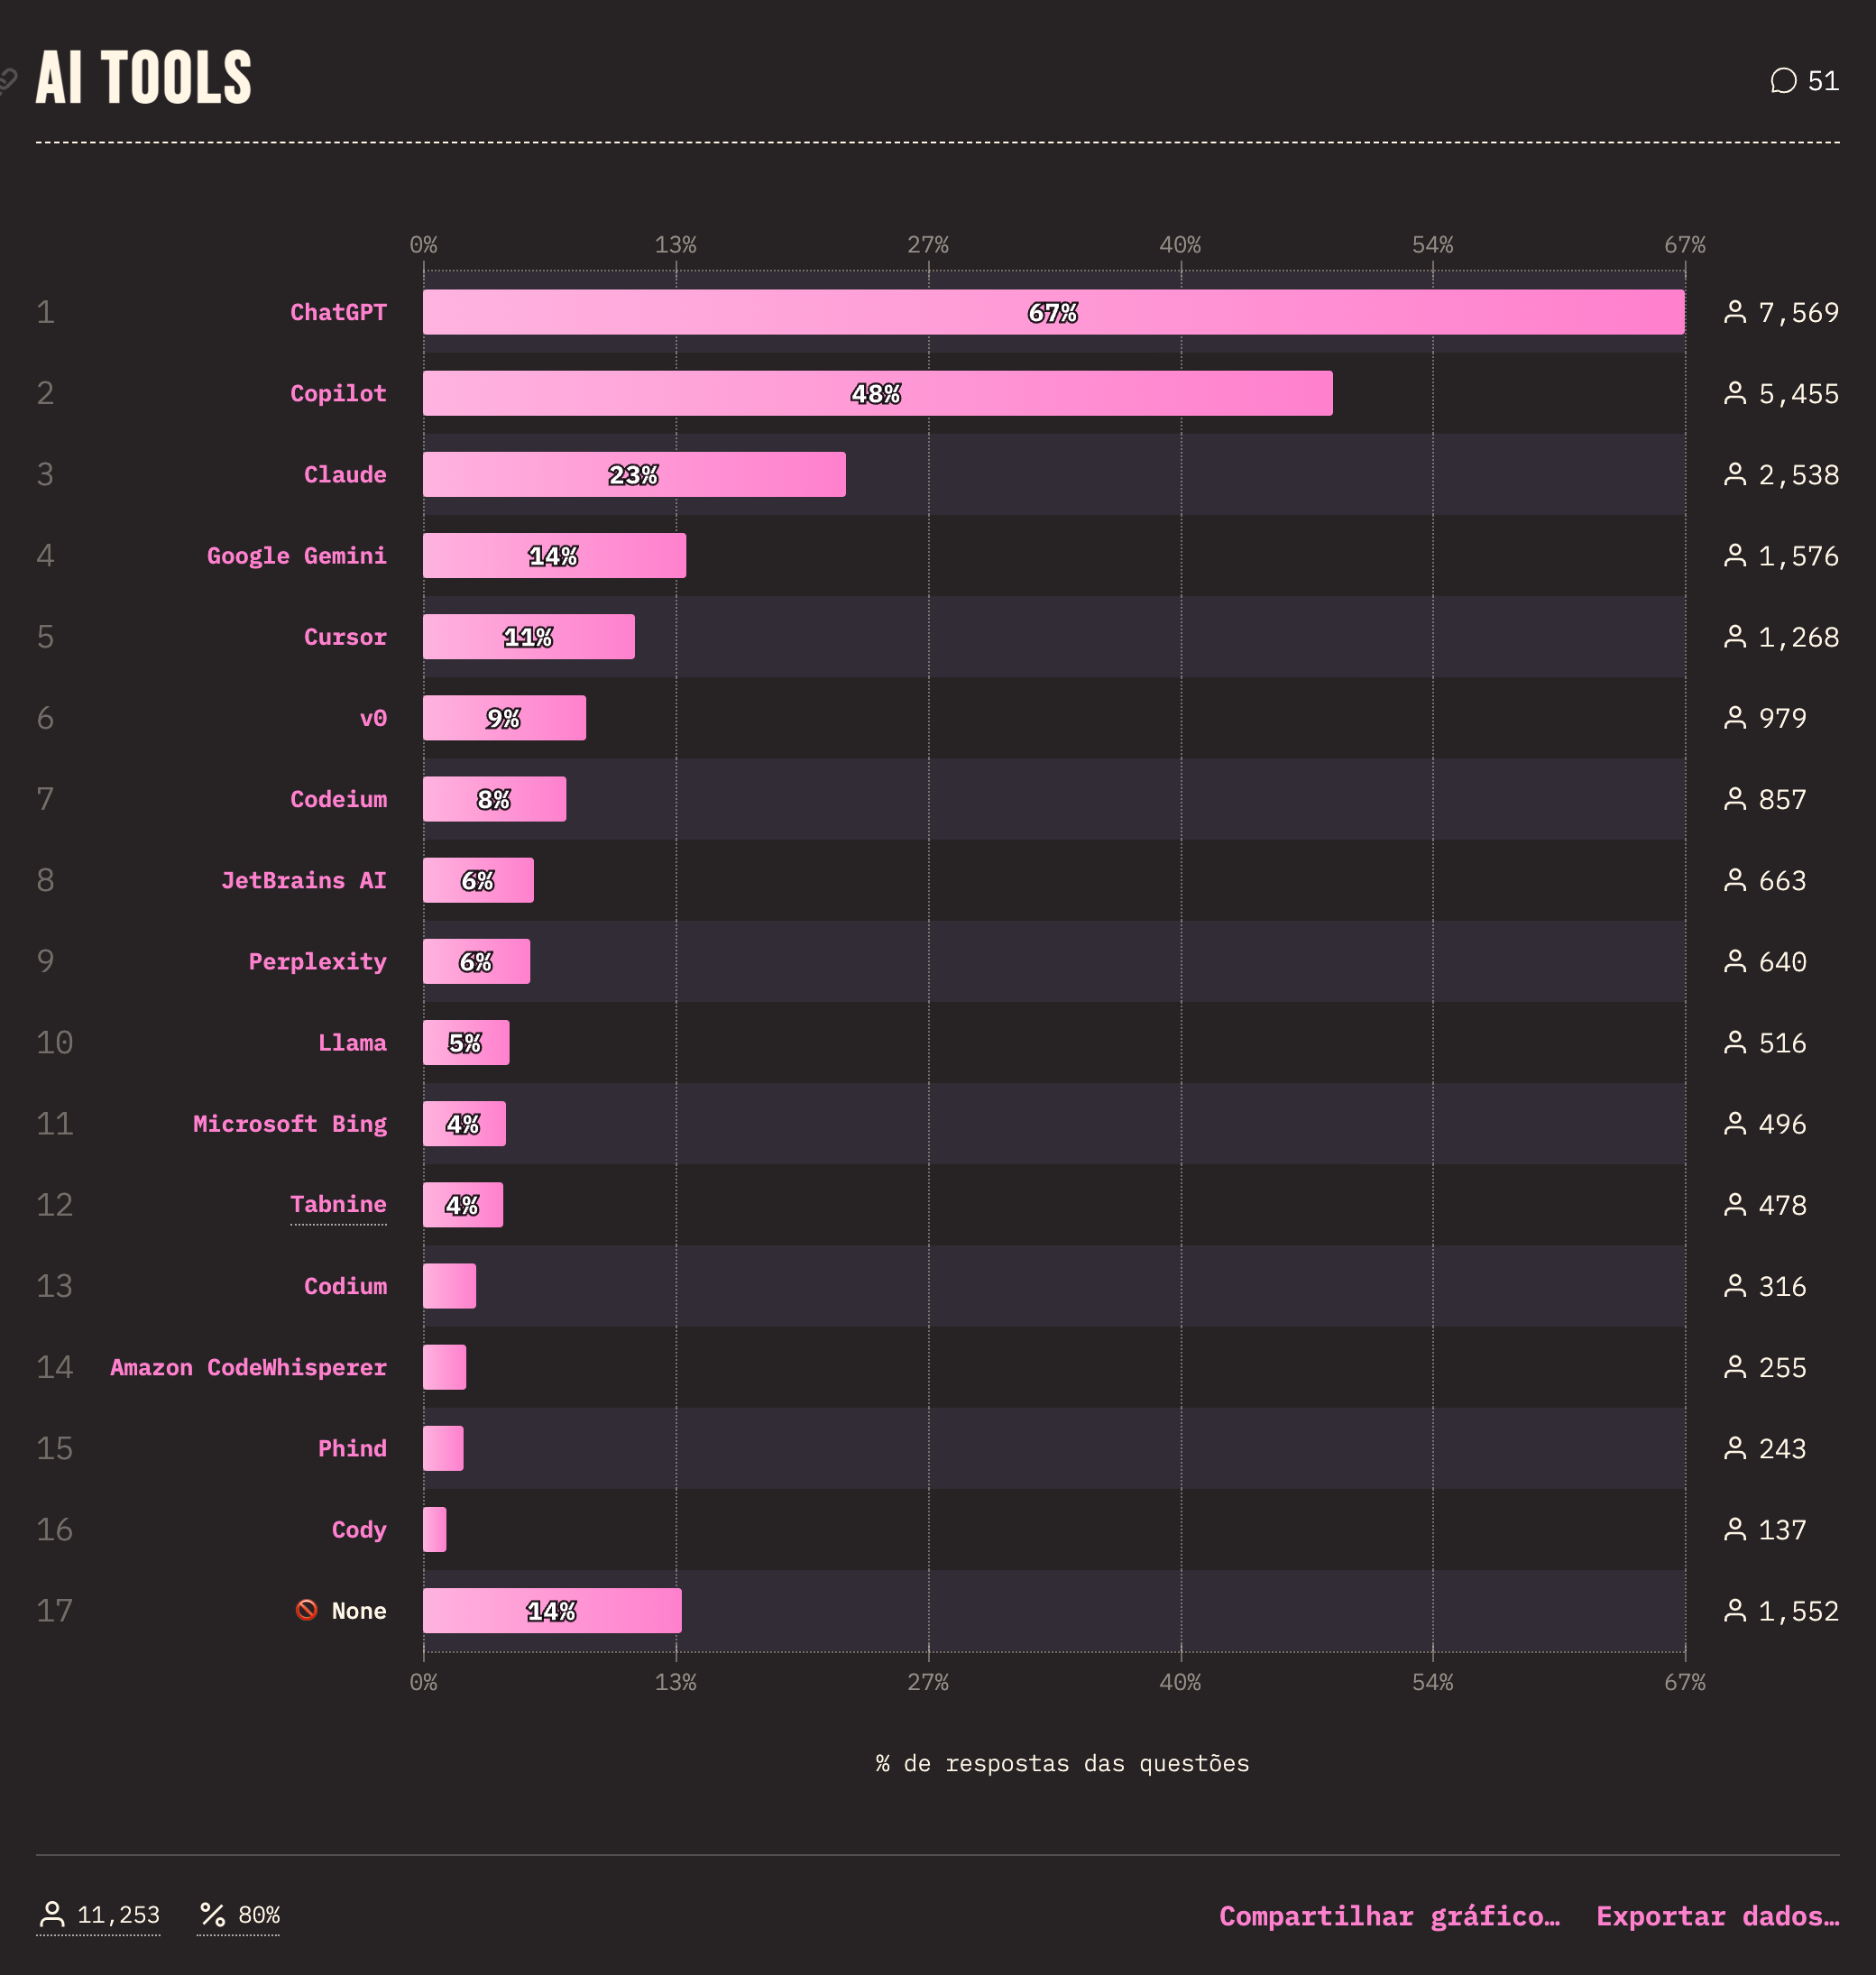 AI TOOLS
51
0% 13% 27% 40% 54% 67%
1 ChatGPT 67% 7,569
2 Copilot 48% 5,455
3 Claude 23% 2,538
4 Google Gemini 14% 1,576
5 Cursor 11% 1,268
6 v0 9% 979
7 Codeium 8% 857
8 JetBrains AI 6% 663
9 Perplexity 6% 640
10 Llama 5% 516
11 Microsoft Bing 4% 496
12 Tabnine 4% 478
13 Codium 316
14 Amazon CodeWhisperer 255
15 Phind 243
16 Cody 137
17 🚫 None 14% 1,552
0% 13% 27% 40% 54% 67%
% de respostas das questões
11,253 % 80% Compartilhar gráfico… Exportar dados…